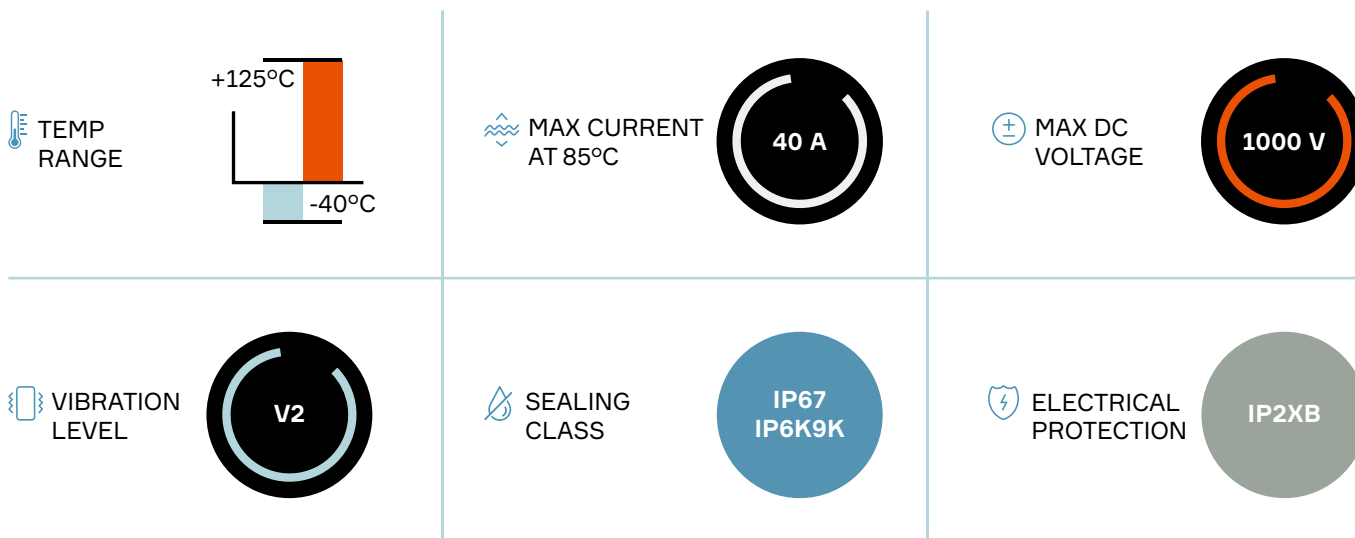 +125°C
TEMP
RANGE
-40°C
MAX CURRENT
AT 85°C
40 A
MAX DC
VOLTAGE
1000 V
VIBRATION
LEVEL
V2
SEALING
CLASS
IP67
IP6K9K
ELECTRICAL
PROTECTION
IP2XB